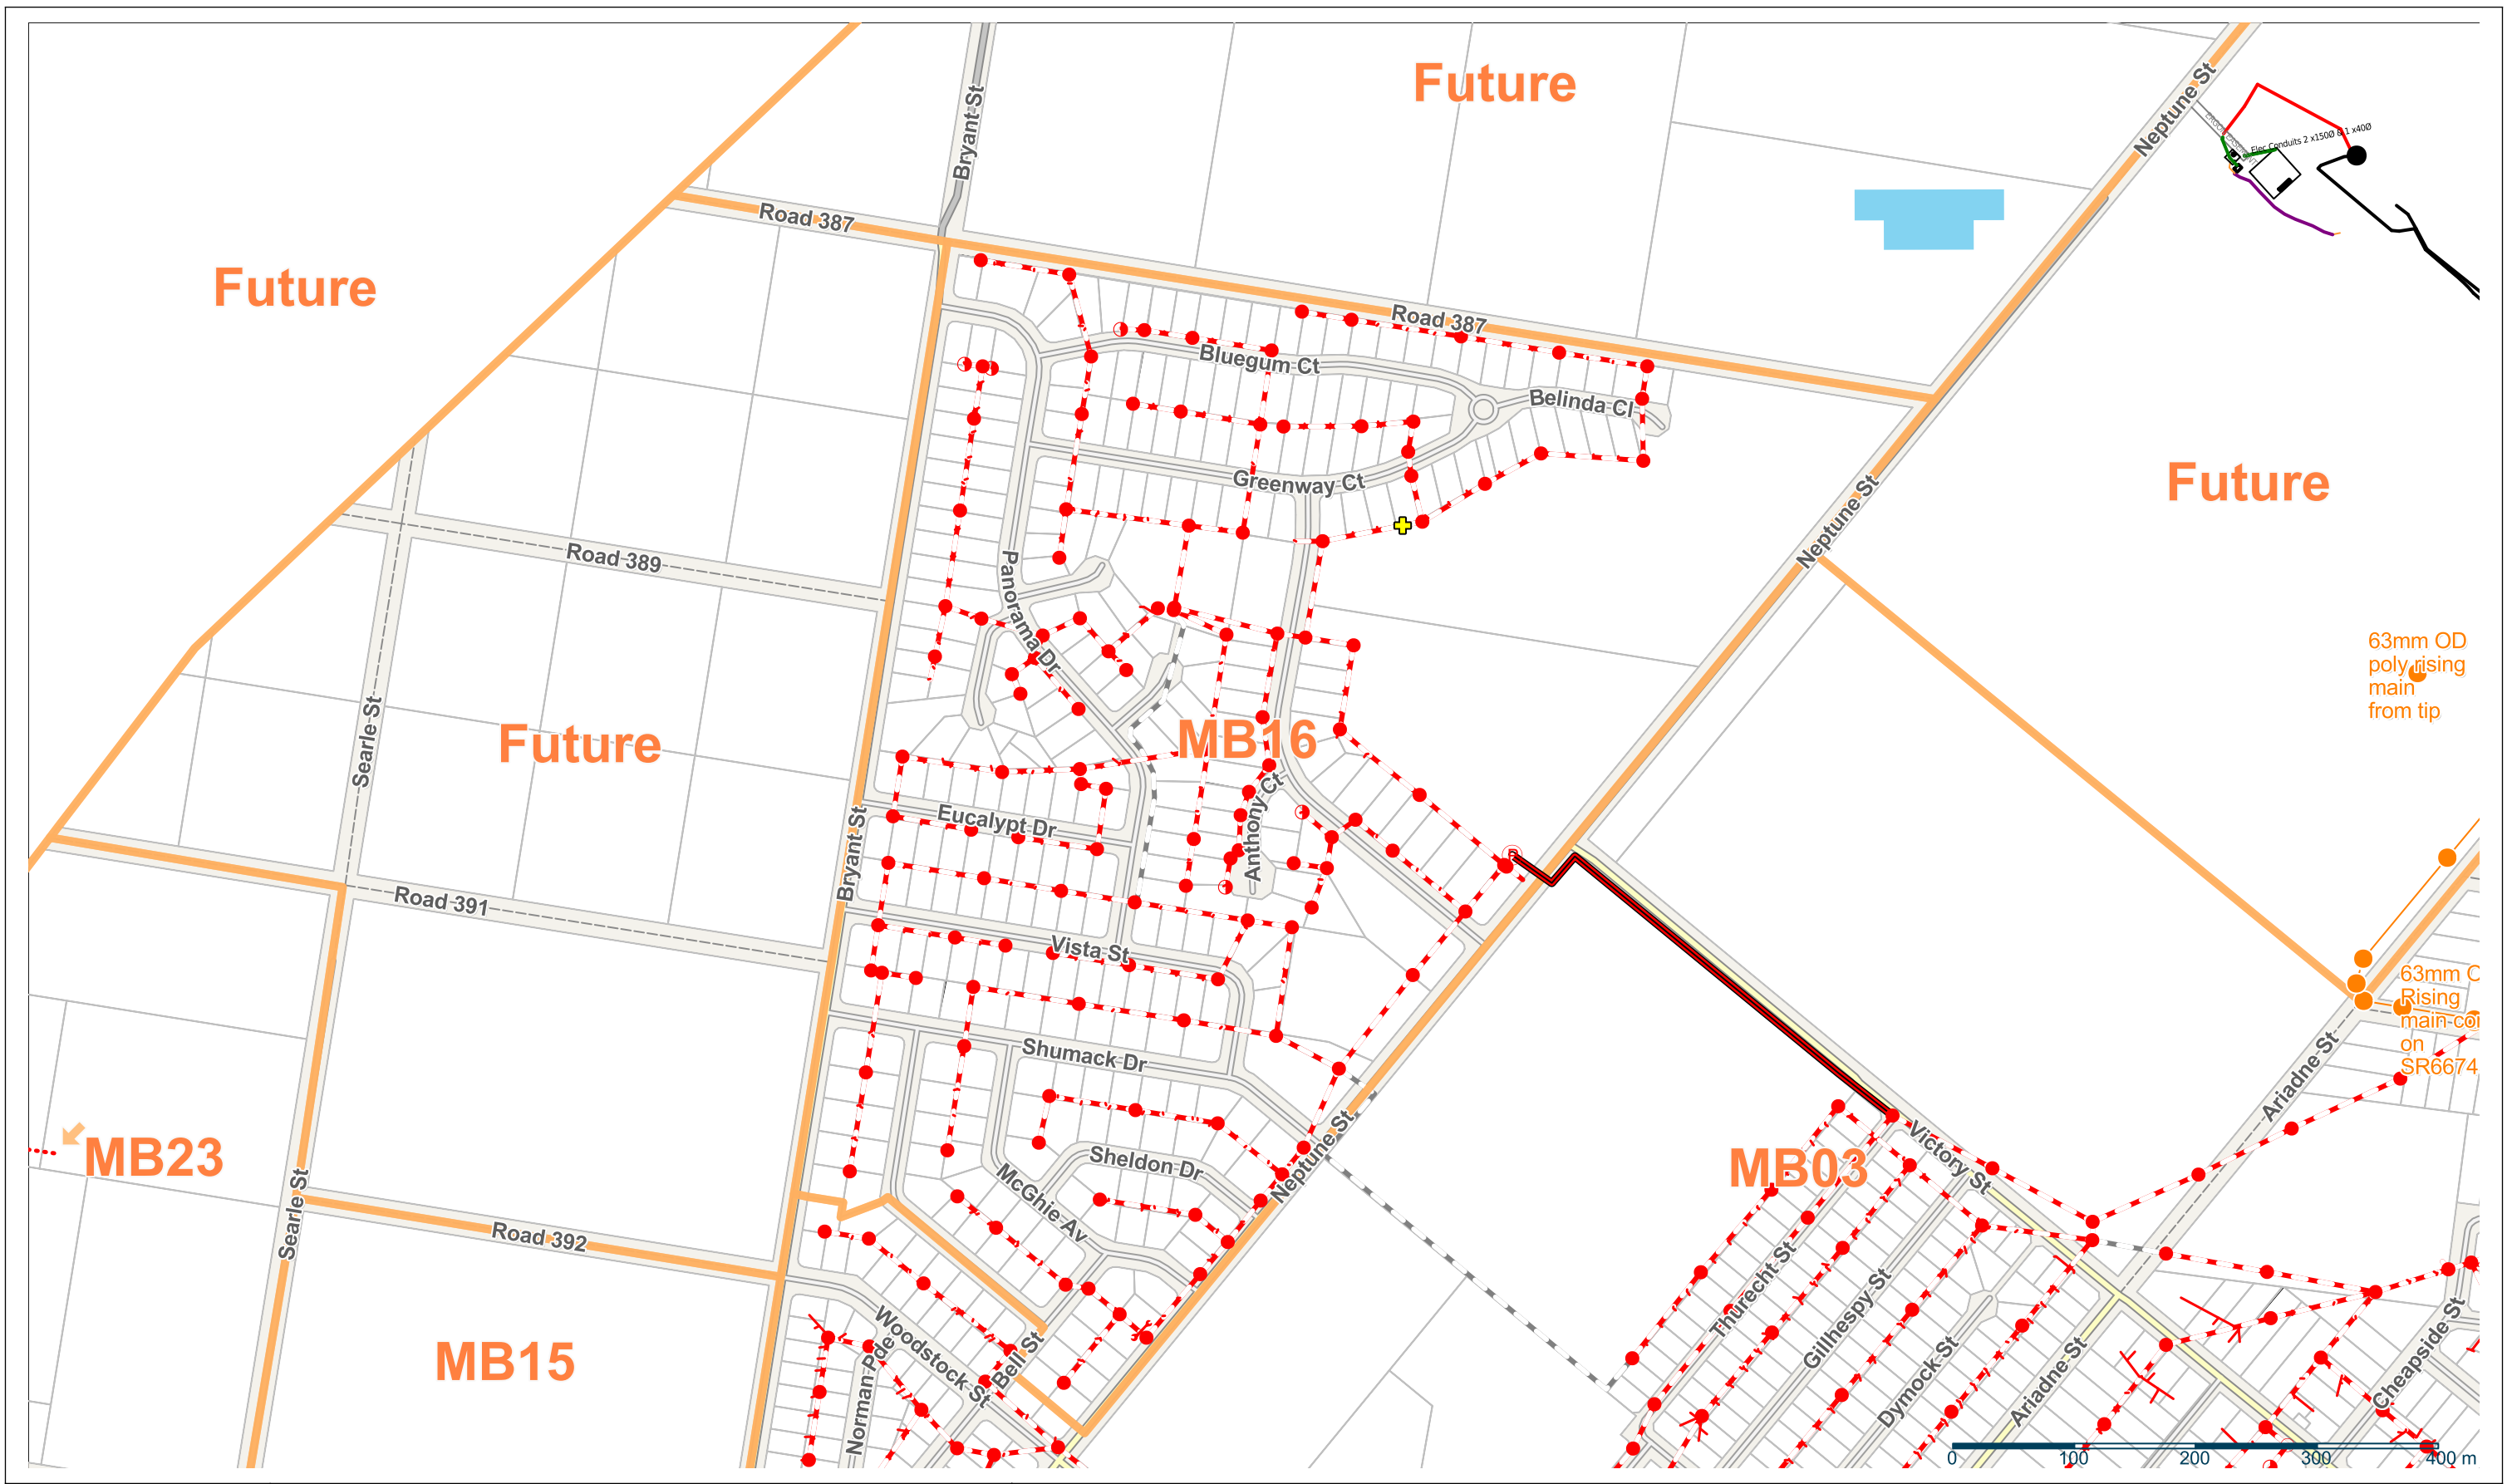 Future
Bryant St
Neptune St
Elec Conduits 2 x150Ø & 1 x40Ø
Road 387
Future
Road 387
Bluegum Ct
Belinda Cl
Future
Greenway Ct
Neptune St
Road 389
Panorama Dr
63mm OD
poly rising
main
from tip
Searle St
Future
MB16
Anthony Ct
Eucalypt Dr
Bryant St
Road 391
Vista St
63mm O
Rising
main-co
on
SR6674
Shumack Dr
Ariadne St
MB23
Sheldon Dr
Neptune St
MB03
Victory St
McGhie Av
Searle St
Road 392
Thurecht St
Gillhespy St
Woodstock St
Bell St
MB15
Norman Pde
Dymock St
Ariadne St
Cheapside St
0 100 200 300 400 m